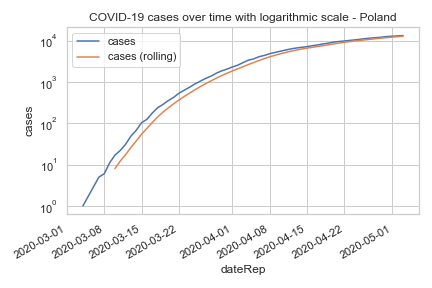 COVID-19 cases over time with logarithmic scale - Poland
cases
cases (rolling)
10⁴
10³
10²
10¹
10⁰
cases
2020-03-01
2020-03-08
2020-03-15
2020-03-22
2020-04-01
2020-04-08
2020-04-15
2020-04-22
2020-05-01
dateRep